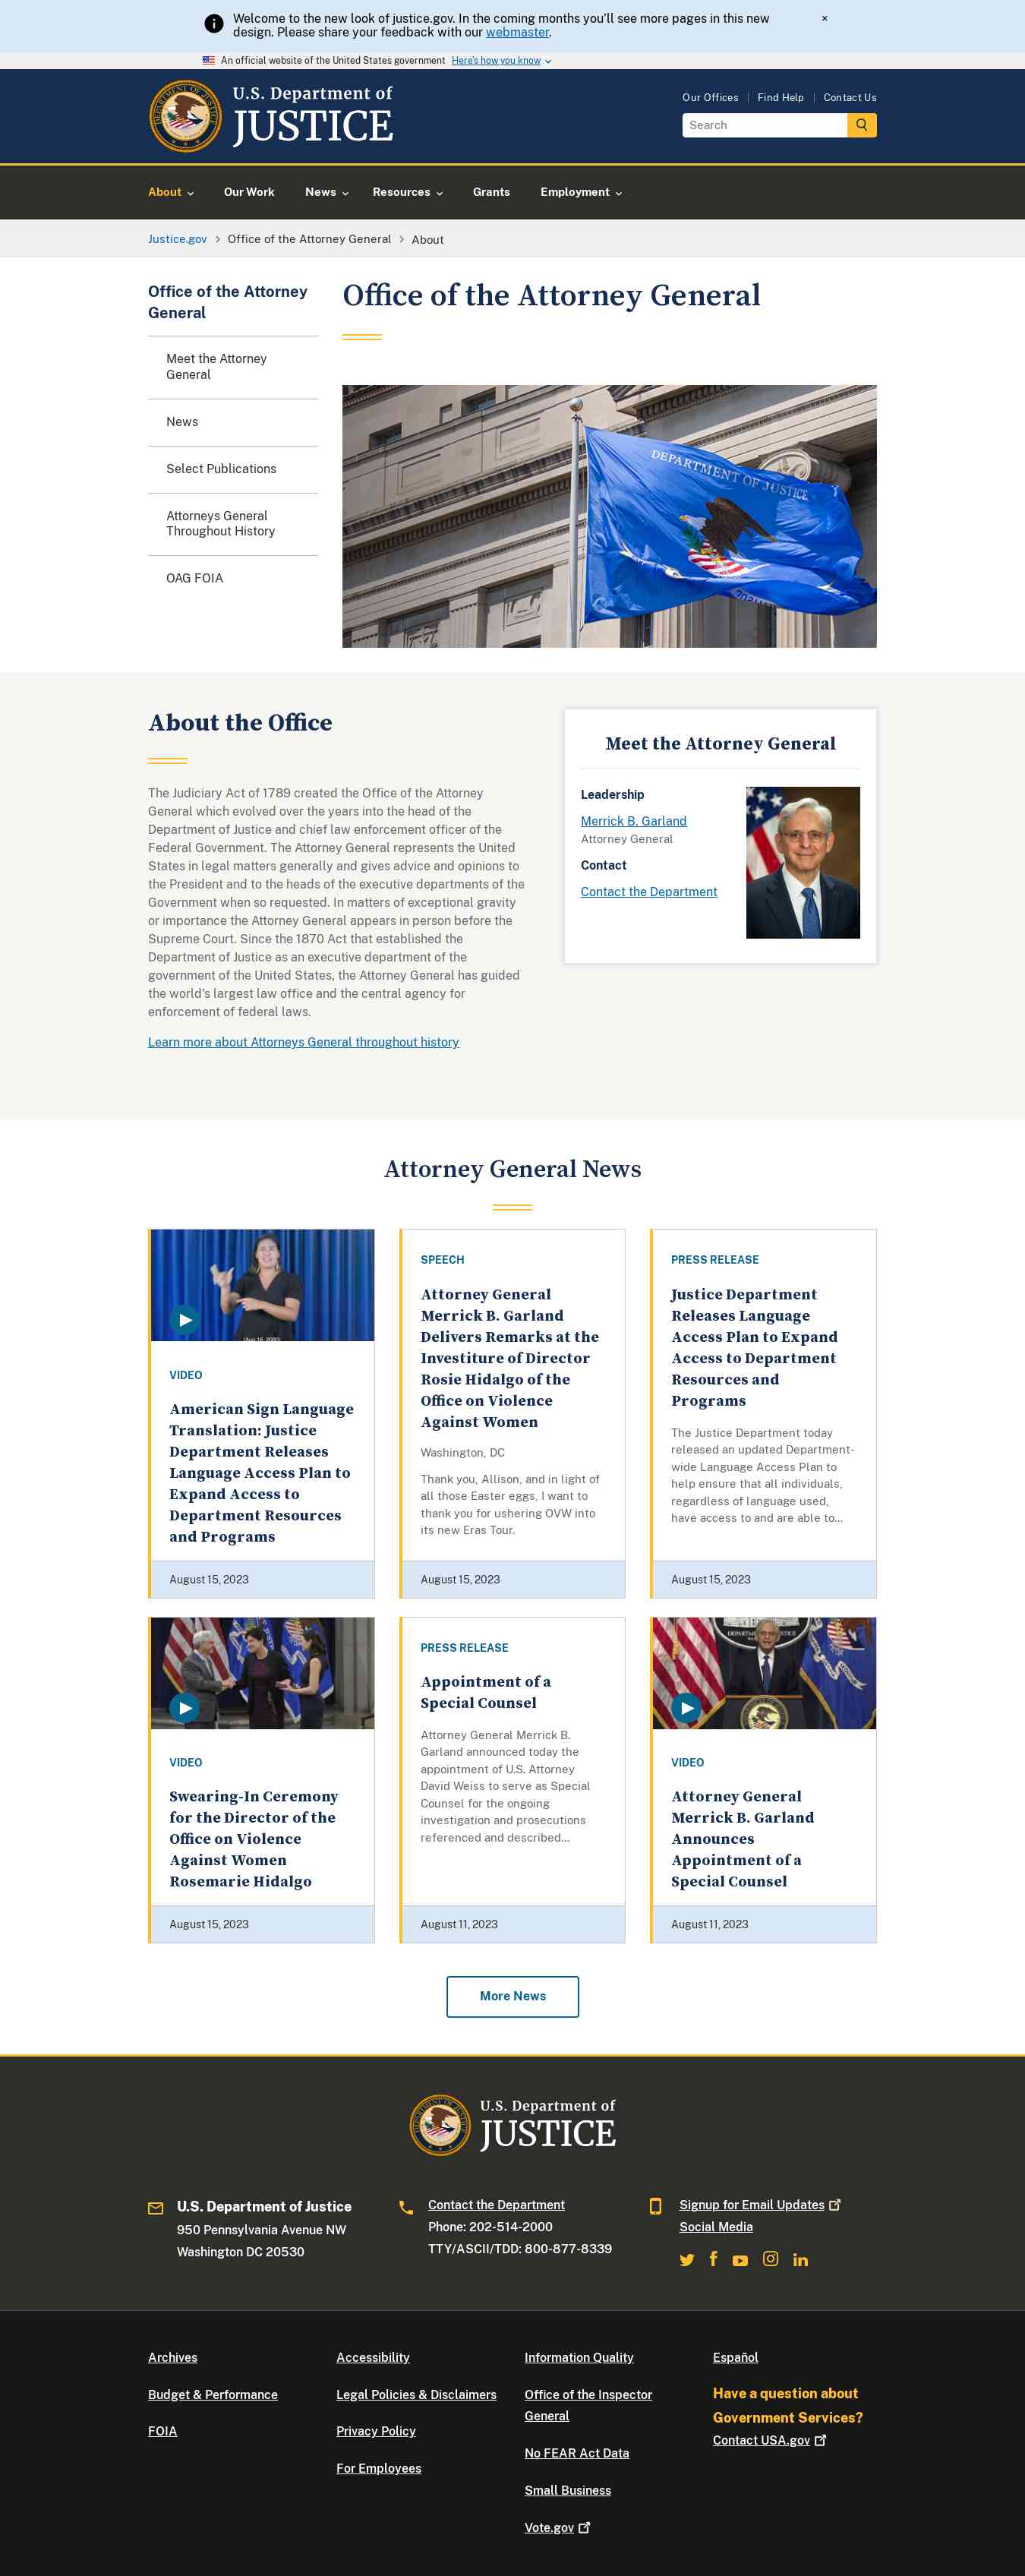 Welcome to the new look of justice.gov. In the coming months you'll see more pages in this new
design. Please share your feedback with our webmaster.
×
An official website of the United States government Here's how you know
U.S. Department of
JUSTICE
Our Offices
Find Help
Contact Us
Search
About
Our Work
News
Resources
Grants
Employment
Justice.gov
Office of the Attorney General
About
Office of the Attorney
General
Meet the Attorney
General
News
Select Publications
Attorneys General
Throughout History
OAG FOIA
Office of the Attorney General
DEPARTMENT OF JUSTICE
About the Office
The Judiciary Act of 1789 created the Office of the Attorney
General which evolved over the years into the head of the
Department of Justice and chief law enforcement officer of the
Federal Government. The Attorney General represents the United
States in legal matters generally and gives advice and opinions to
the President and to the heads of the executive departments of the
Government when so requested. In matters of exceptional gravity
or importance the Attorney General appears in person before the
Supreme Court. Since the 1870 Act that established the
Department of Justice as an executive department of the
government of the United States, the Attorney General has guided
the world's largest law office and the central agency for
enforcement of federal laws.
Learn more about Attorneys General throughout history
Meet the Attorney General
Leadership
Merrick B. Garland
Attorney General
Contact
Contact the Department
Attorney General News
VIDEO
American Sign Language
Translation: Justice
Department Releases
Language Access Plan to
Expand Access to
Department Resources
and Programs
August 15, 2023
SPEECH
Attorney General
Merrick B. Garland
Delivers Remarks at the
Investiture of Director
Rosie Hidalgo of the
Office on Violence
Against Women
Washington, DC
Thank you, Allison, and in light of
all those Easter eggs, I want to
thank you for ushering OVW into
its new Eras Tour.
August 15, 2023
PRESS RELEASE
Justice Department
Releases Language
Access Plan to Expand
Access to Department
Resources and
Programs
The Justice Department today
released an updated Department-
wide Language Access Plan to
help ensure that all individuals,
regardless of language used,
have access to and are able to...
August 15, 2023
VIDEO
Swearing-In Ceremony
for the Director of the
Office on Violence
Against Women
Rosemarie Hidalgo
August 15, 2023
PRESS RELEASE
Appointment of a
Special Counsel
Attorney General Merrick B.
Garland announced today the
appointment of U.S. Attorney
David Weiss to serve as Special
Counsel for the ongoing
investigation and prosecutions
referenced and described...
August 11, 2023
VIDEO
Attorney General
Merrick B. Garland
Announces
Appointment of a
Special Counsel
August 11, 2023
More News
U.S. Department of
JUSTICE
U.S. Department of Justice
950 Pennsylvania Avenue NW
Washington DC 20530
Contact the Department
Phone: 202-514-2000
TTY/ASCII/TDD: 800-877-8339
Signup for Email Updates
Social Media
Archives
Budget & Performance
FOIA
Accessibility
Legal Policies & Disclaimers
Privacy Policy
For Employees
Information Quality
Office of the Inspector
General
No FEAR Act Data
Small Business
Vote.gov
Español
Have a question about
Government Services?
Contact USA.gov